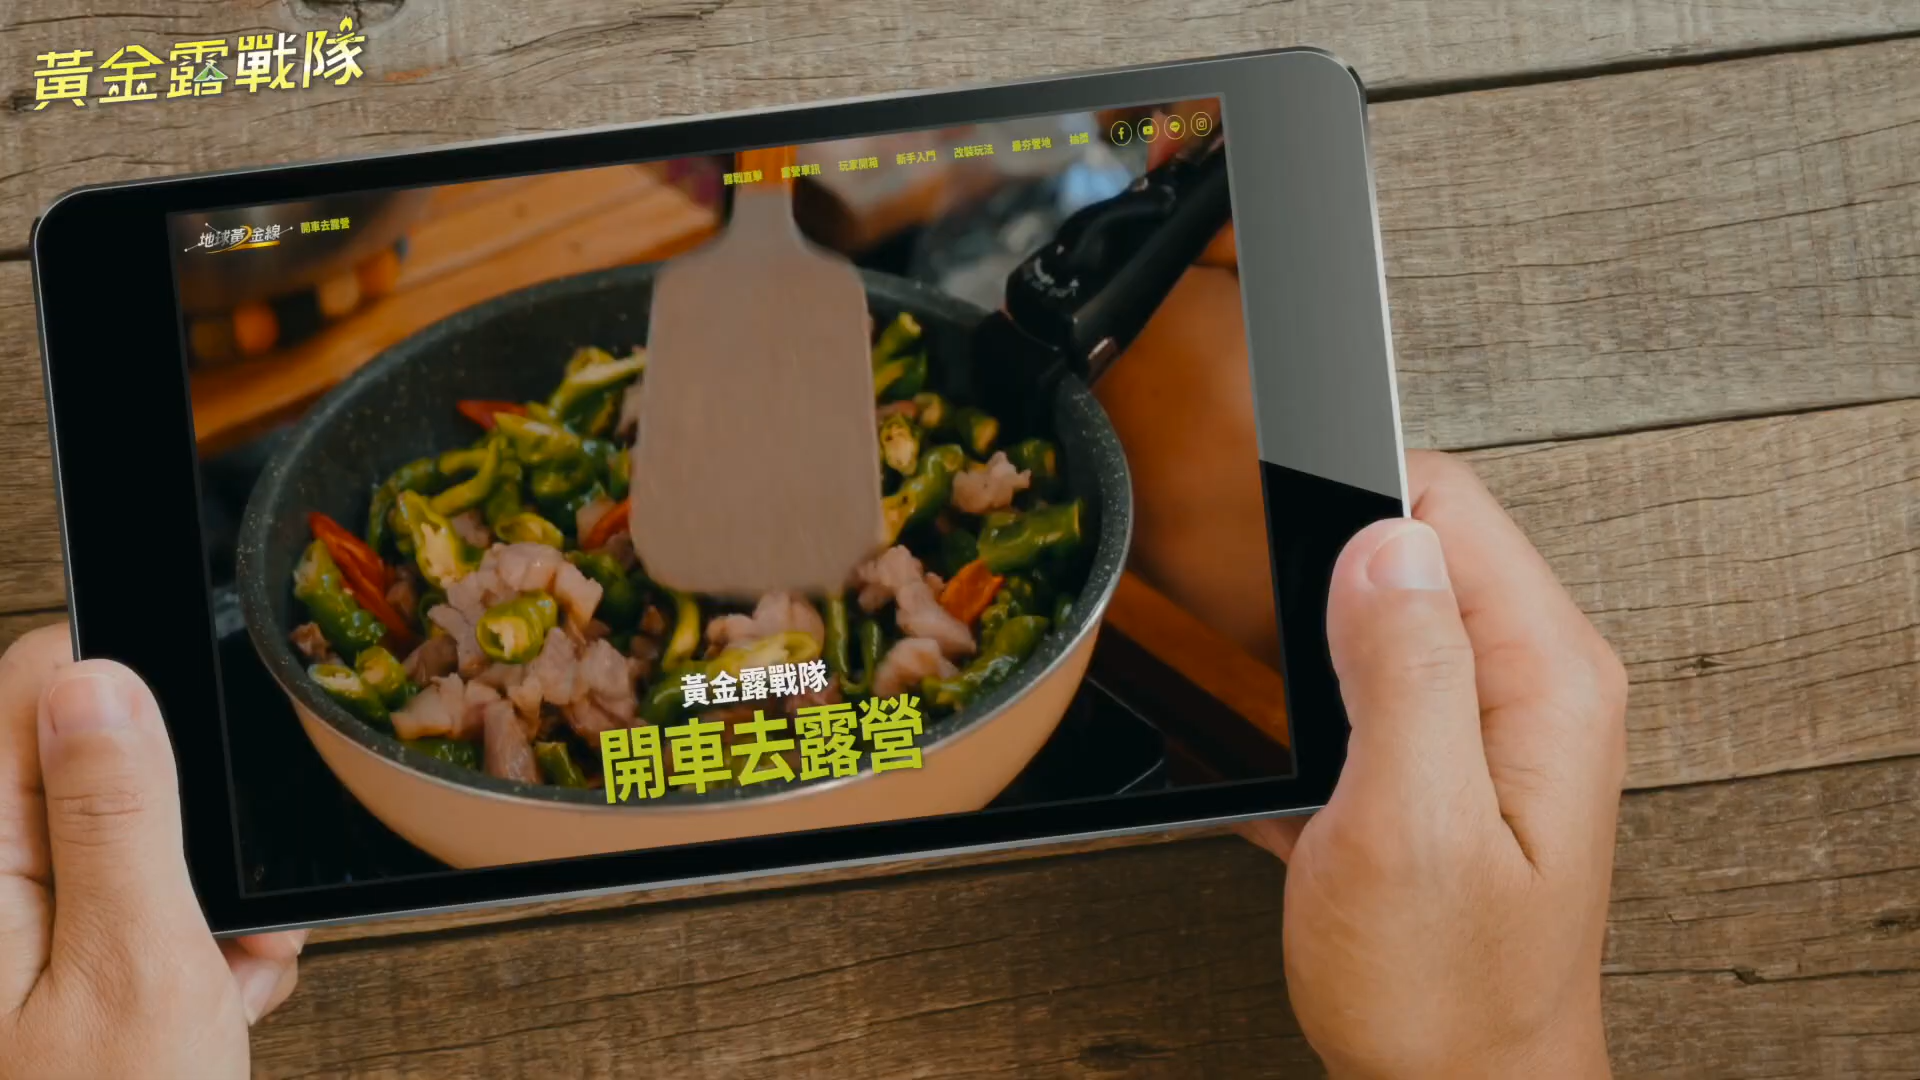 黃金露戰隊
露戰直擊 露營車訊 玩家開箱 新手入門 改裝玩法 最夯營地 抽獎
地球黃金線 開車去露營
黃金露戰隊
開車去露營